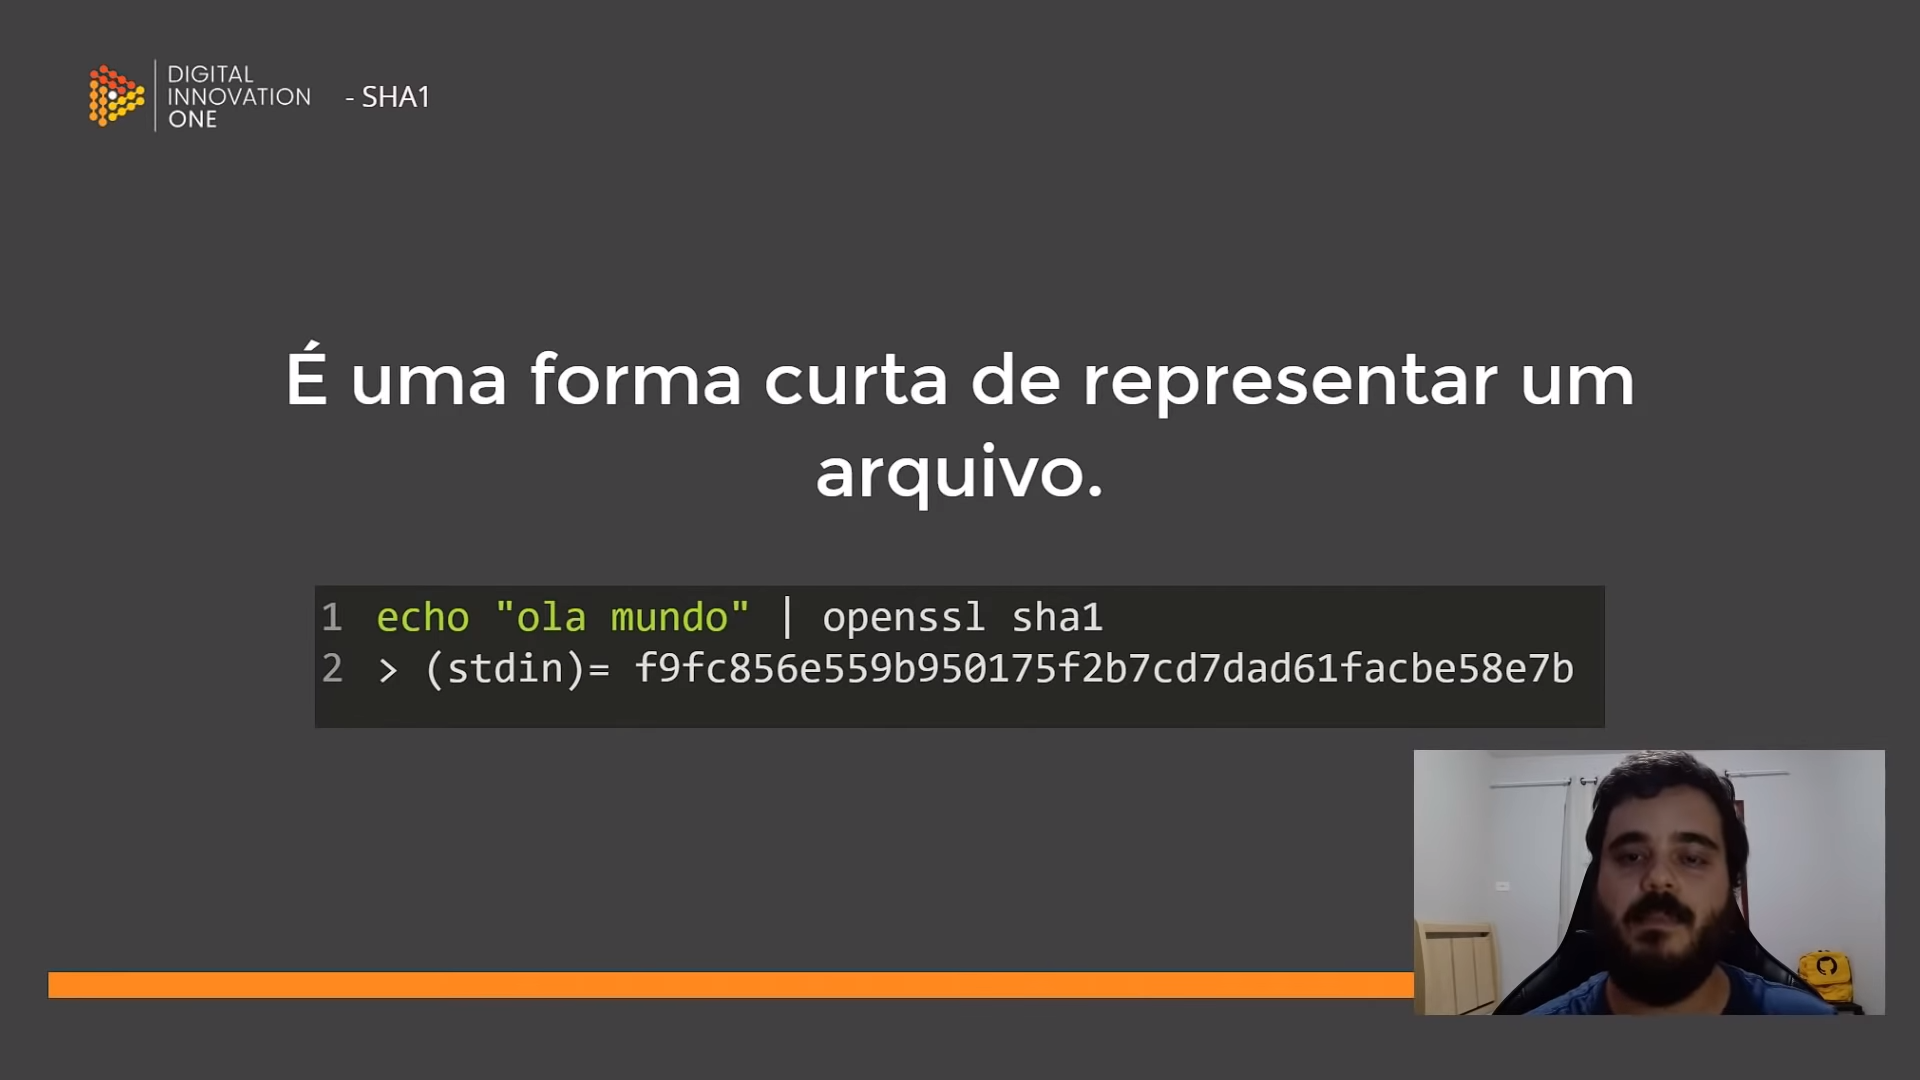 DIGITAL
INNOVATION
ONE
- SHA1
É uma forma curta de representar um
arquivo.
1 echo "ola mundo" | openssl sha1
2 > (stdin)= f9fc856e559b950175f2b7cd7dad61facbe58e7b